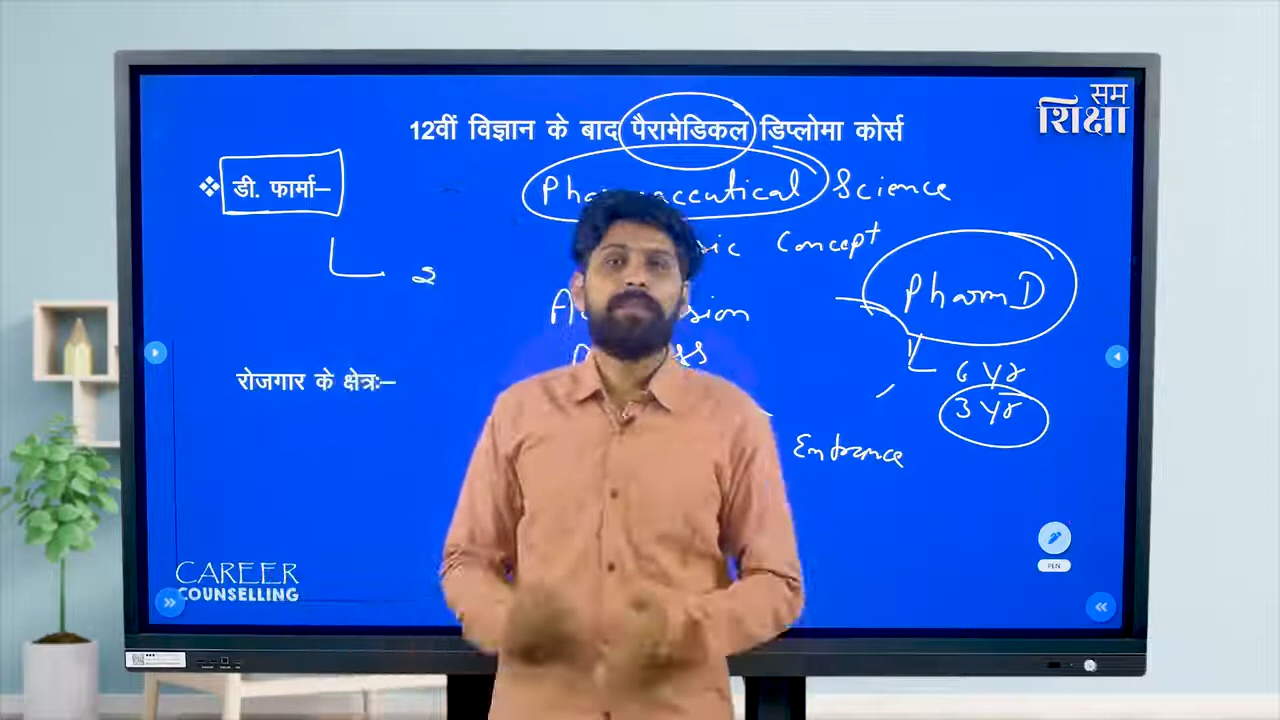 सम
शिक्षा
12वीं विज्ञान के बाद पैरामेडिकल डिप्लोमा कोर्स
❖ डी. फार्मा–
Science
Concept
2
Pharm D
6 Yr
रोजगार के क्षेत्रः–
3 Yr
Entrance
PEN
CAREER
COUNSELLING